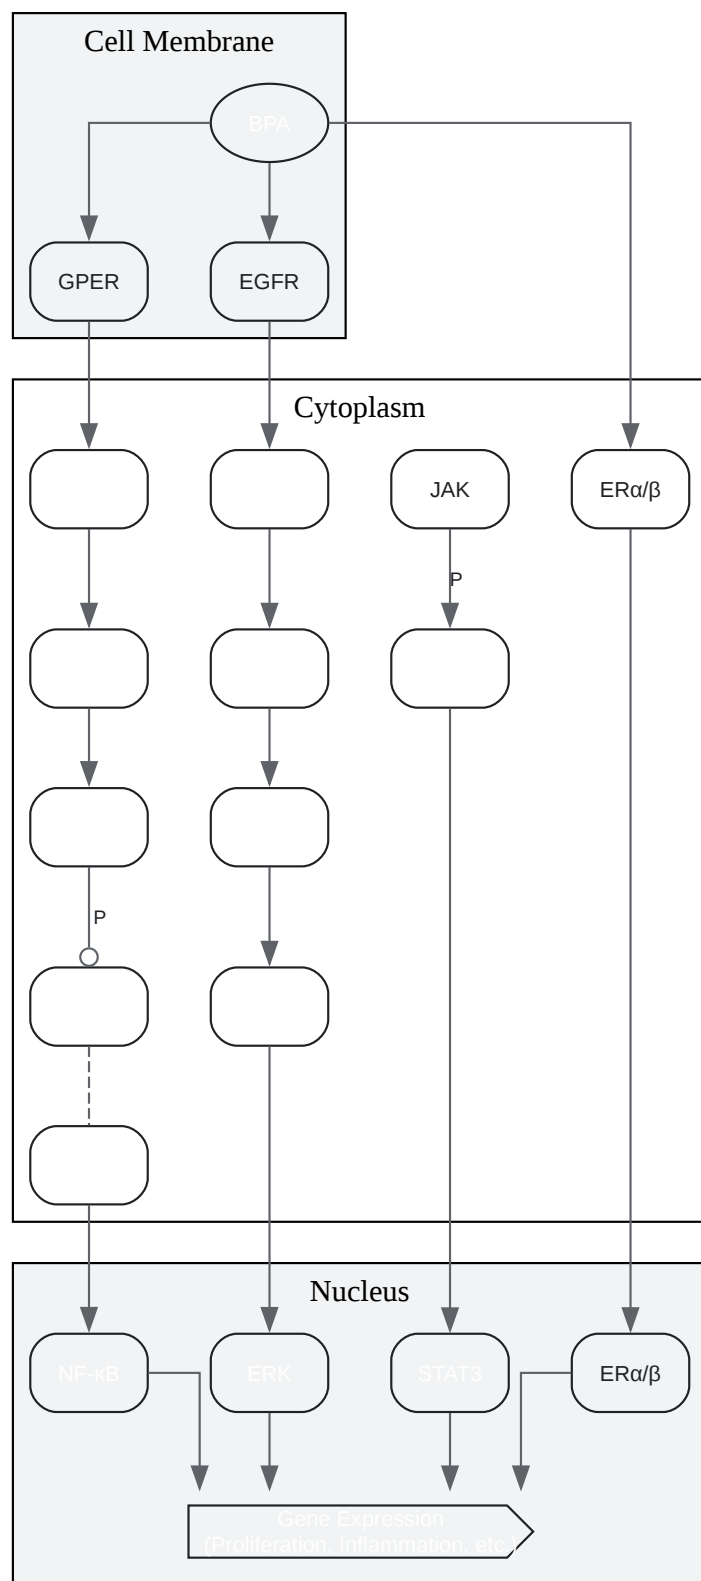 Cell Membrane
BPA
GPER
EGFR
Cytoplasm
JAK
ERα/β
P
P
Nucleus
NF-κB
ERK
STAT3
ERα/β
Gene Expression
(Proliferation, Inflammation, etc.)